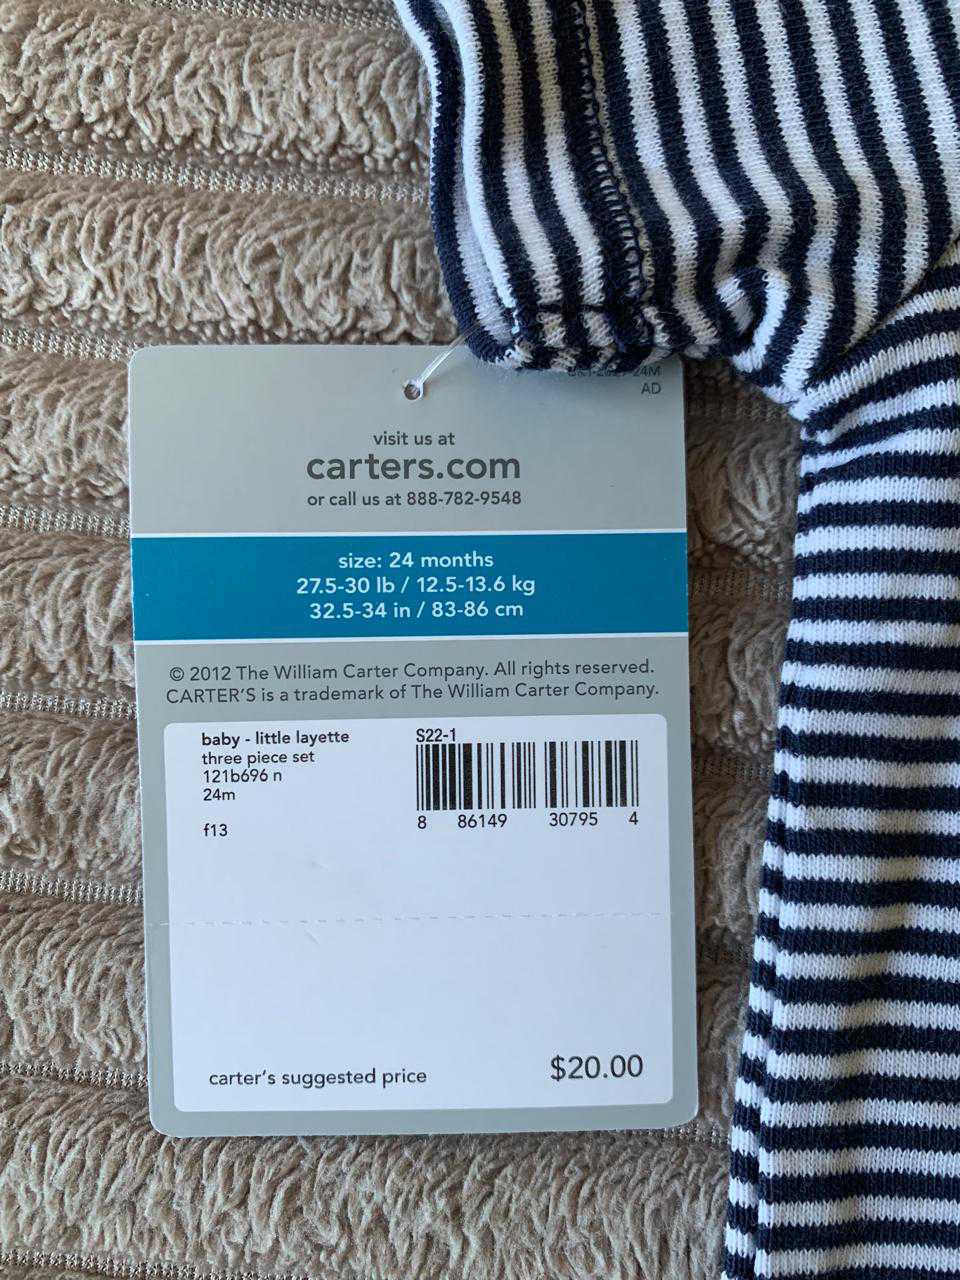 24M
AD
visit us at
carters.com
or call us at 888-782-9548
size: 24 months
27.5-30 lb / 12.5-13.6 kg
32.5-34 in / 83-86 cm
© 2012 The William Carter Company. All rights reserved.
CARTER'S is a trademark of The William Carter Company.
baby - little layette
three piece set
121b696 n
24m
f13
S22-1
8 86149 30795 4
carter's suggested price $20.00